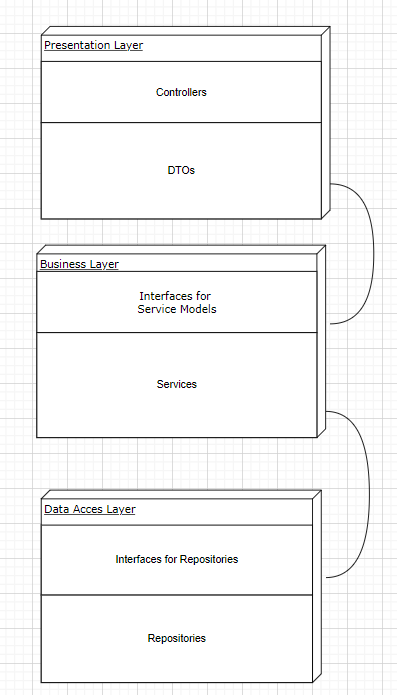 Presentation Layer
Controllers
DTOs
Business Layer
Interfaces for
Service Models
Services
Data Acces Layer
Interfaces for Repositories
Repositories